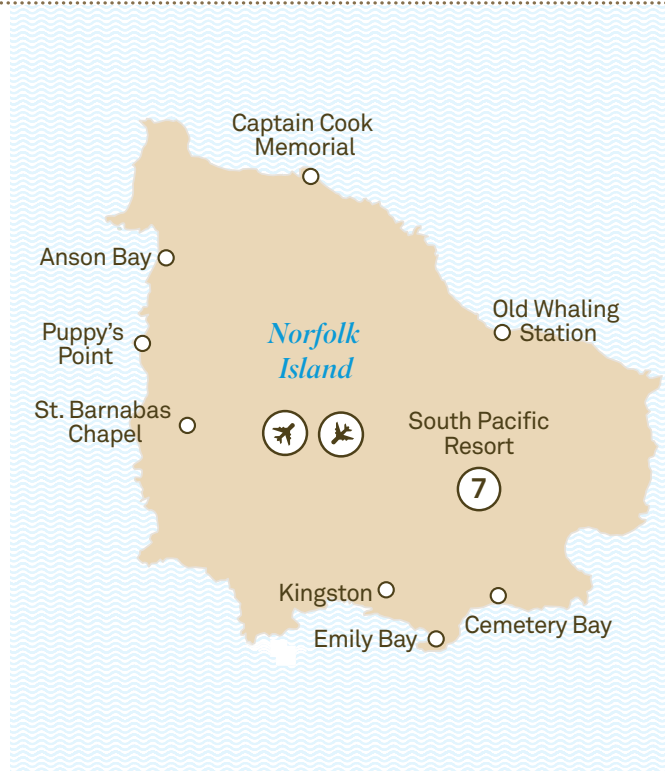 Captain Cook
Memorial
Anson Bay
Old Whaling
Station
Puppy's
Point
Norfolk
Island
St. Barnabas
Chapel
South Pacific
Resort
7
Kingston
Cemetery Bay
Emily Bay